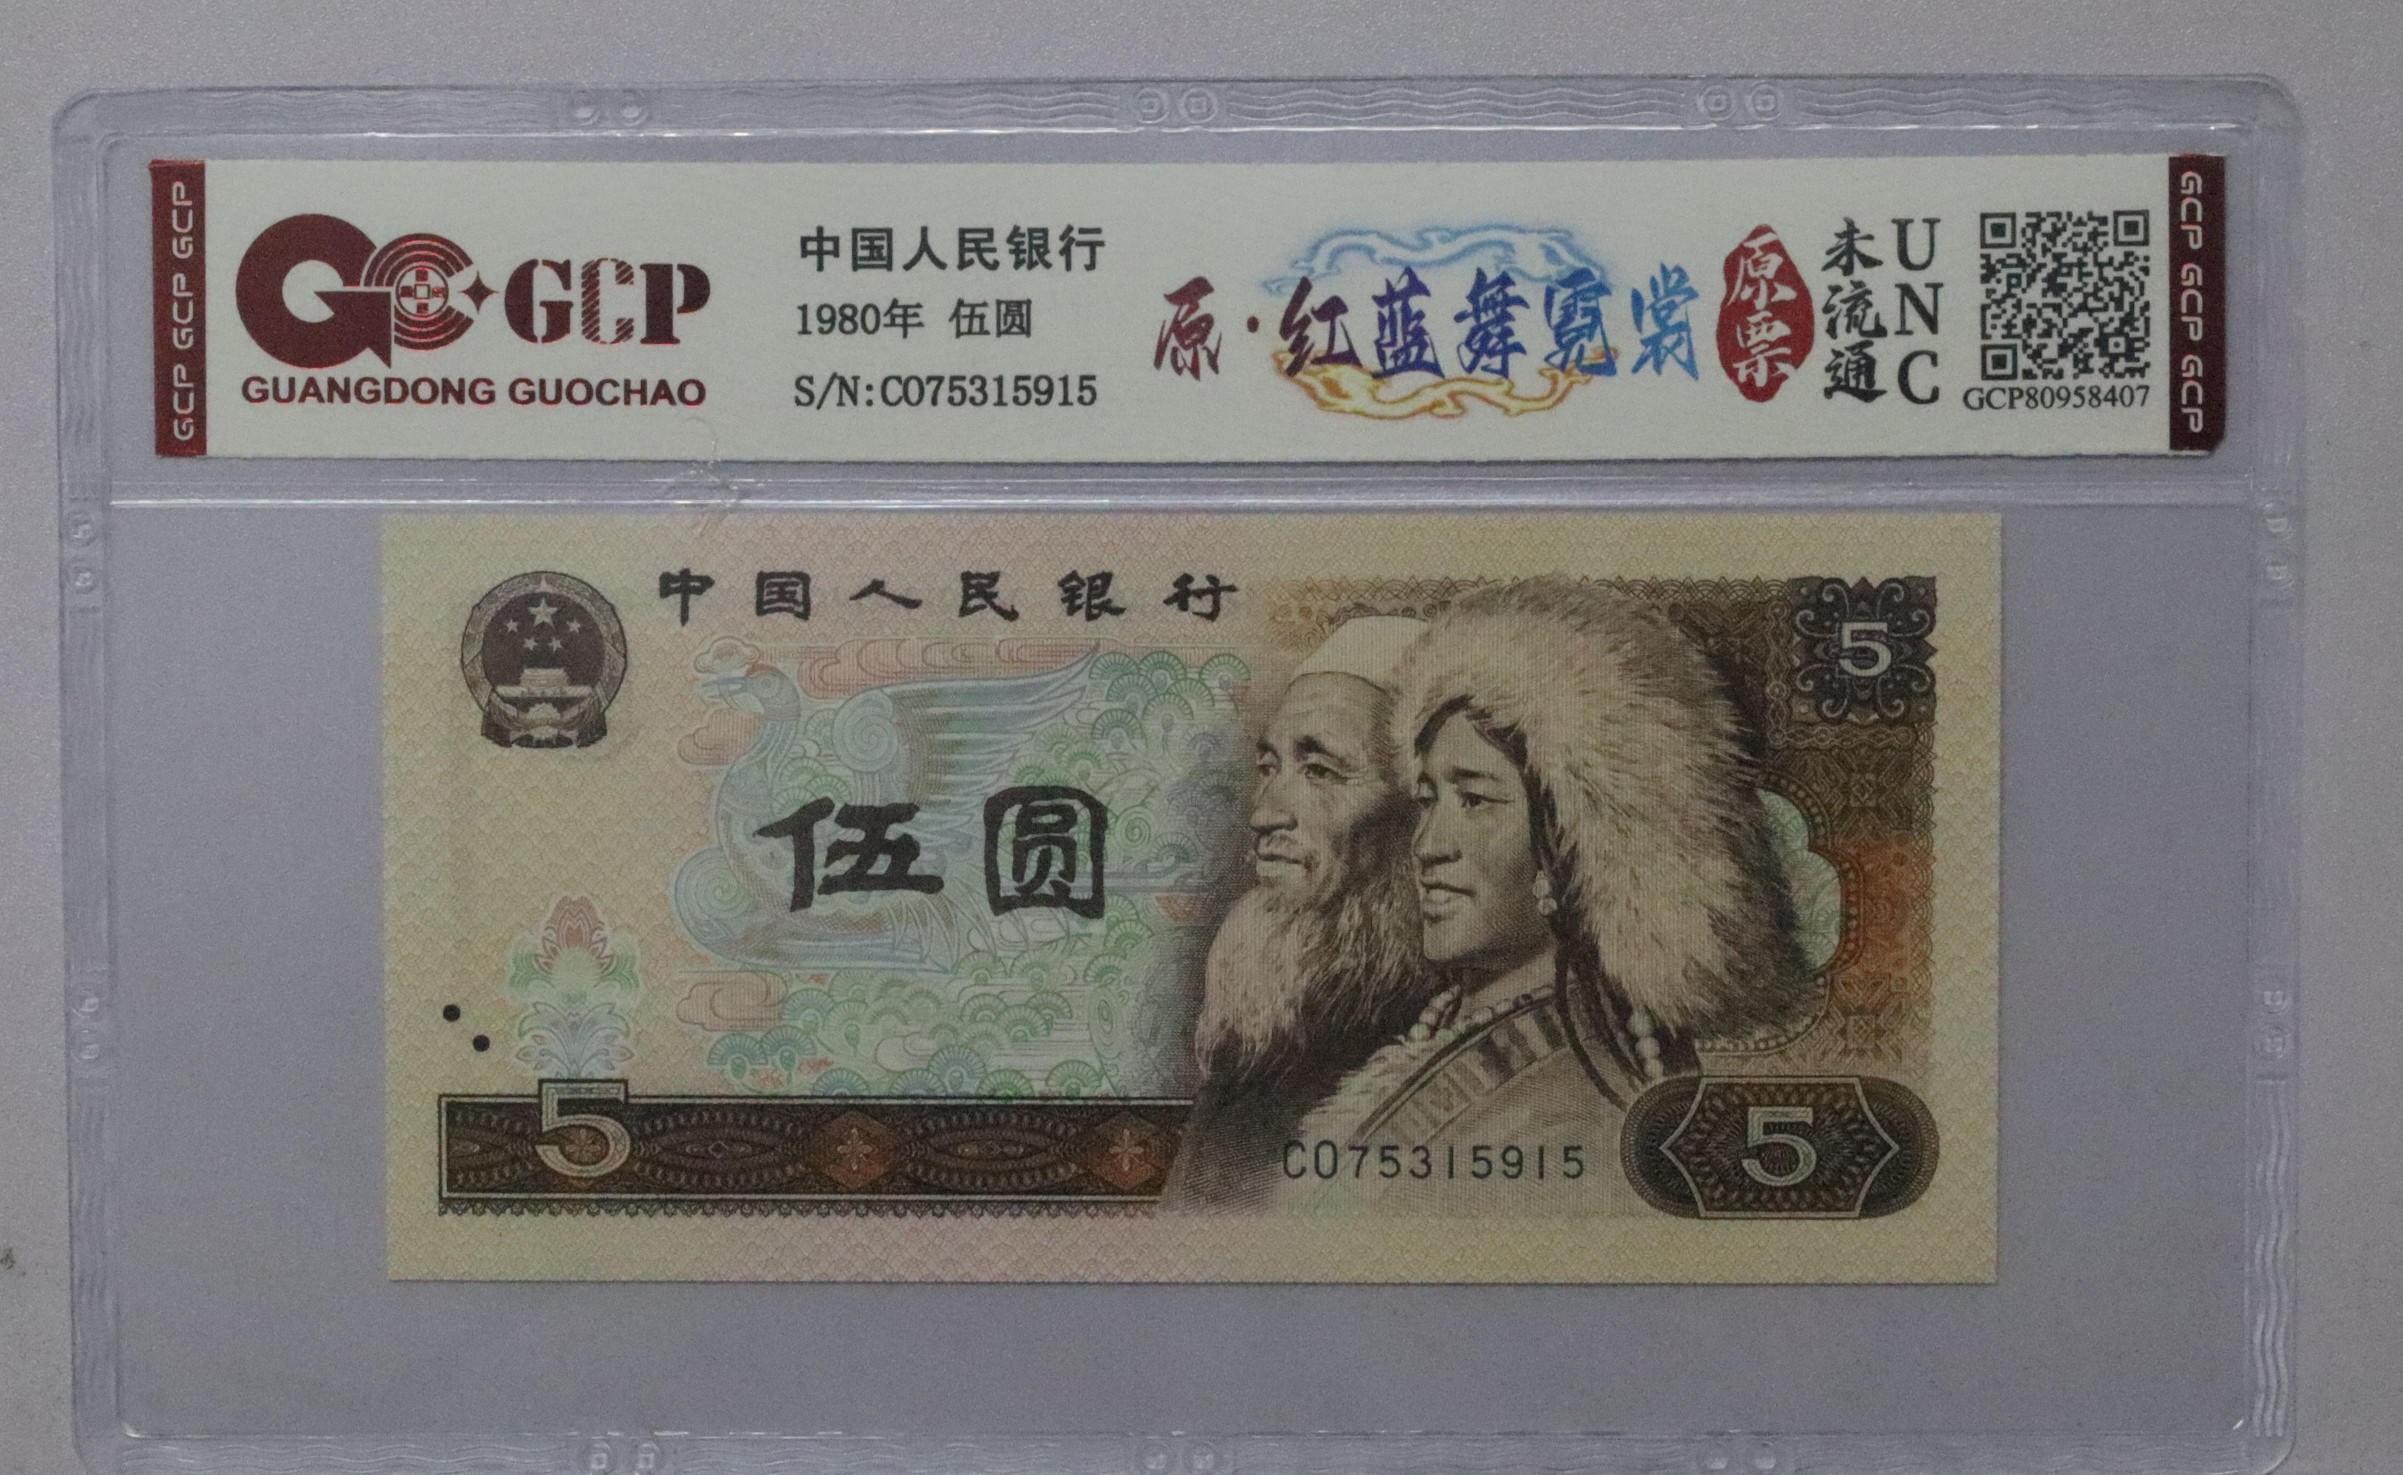 GCP GCP GCP
GCP
GUANGDONG GUOCHAO
中国人民银行
1980年 伍圆
S/N:CO75315915
原·红蓝舞霓裳
原票
未流通
UNC
GCP80958407
GCP GCP GCP
中国人民银行
5
伍圆
5
CO75315915
5